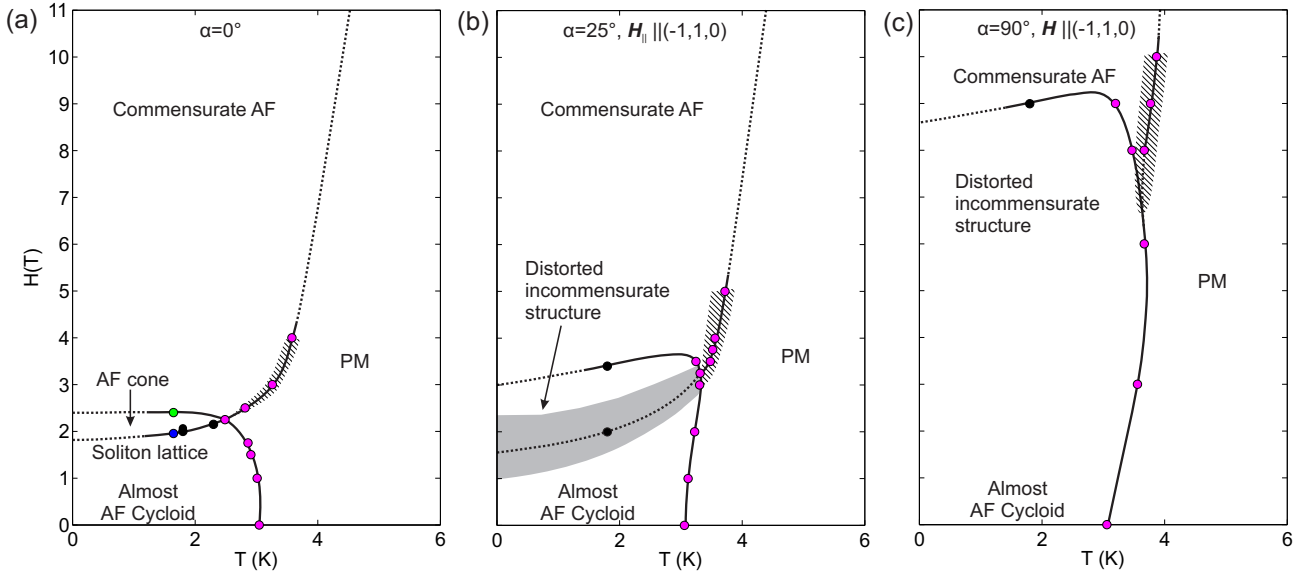 (a)
α=0°
11
10
9
8
7
6
5
4
3
2
1
0
H(T)
Commensurate AF
PM
AF cone
Soliton lattice
Almost
AF Cycloid
0
2
4
6
T (K)
(b)
α=25°, H|| ||(-1,1,0)
Commensurate AF
Distorted
incommensurate
structure
PM
Almost
AF Cycloid
0
2
4
6
T (K)
(c)
α=90°, H ||(-1,1,0)
Commensurate AF
Distorted
incommensurate
structure
PM
Almost
AF Cycloid
0
2
4
6
T (K)